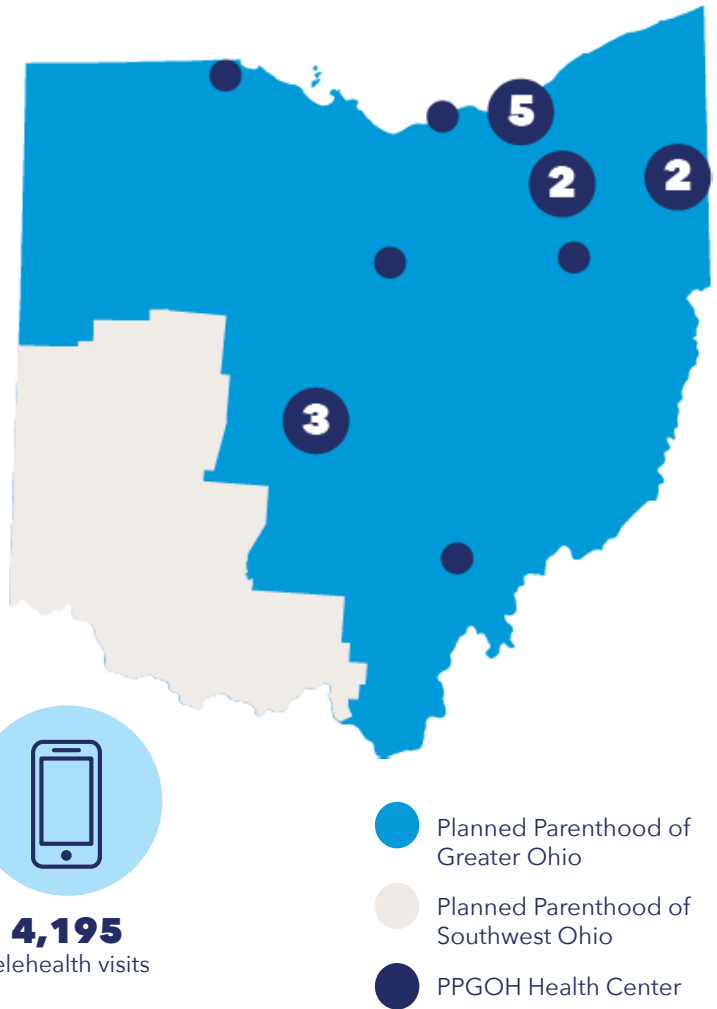 5
2
2
3
4,195
elehealth visits
Planned Parenthood of
Greater Ohio
Planned Parenthood of
Southwest Ohio
PPGOH Health Center